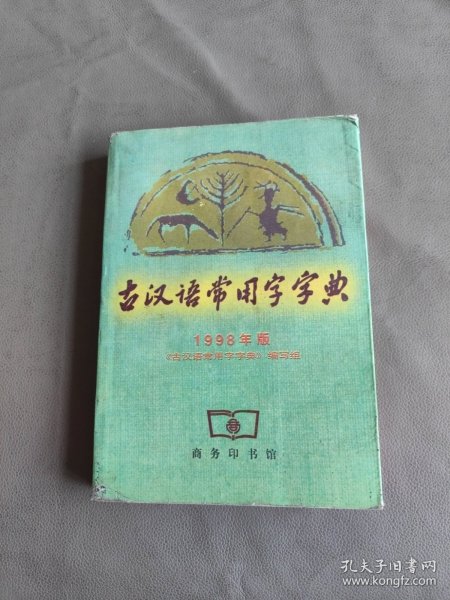 古汉语常用字字典
1998年版
《古汉语常用字字典》编写组
商务印书馆
孔夫子旧书网
www.kongfz.com